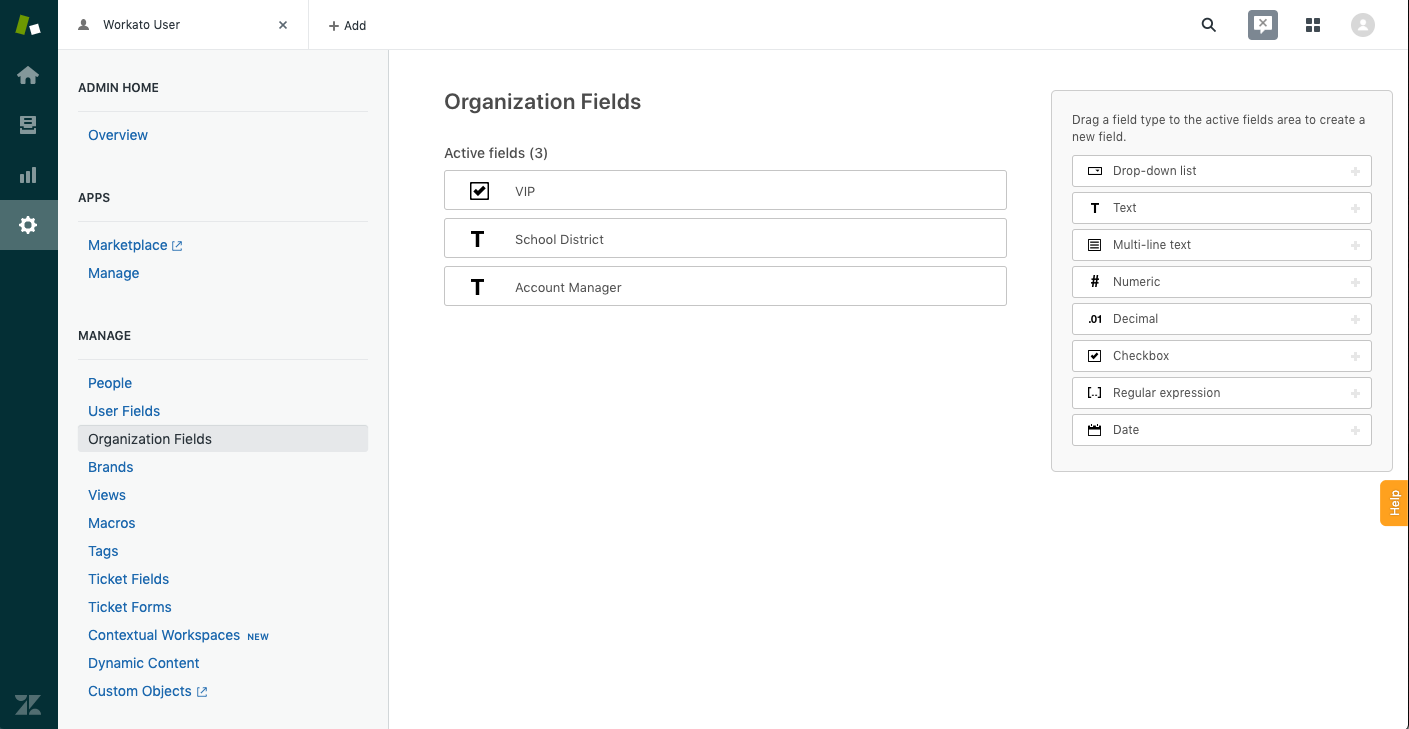 Workato User
+ Add
ADMIN HOME
Overview
APPS
Marketplace
Manage
MANAGE
People
User Fields
Organization Fields
Brands
Views
Macros
Tags
Ticket Fields
Ticket Forms
Contextual Workspaces NEW
Dynamic Content
Custom Objects
Organization Fields
Active fields (3)
VIP
T School District
T Account Manager
Drag a field type to the active fields area to create a
new field.
Drop-down list
T Text
Multi-line text
# Numeric
.01 Decimal
Checkbox
[..] Regular expression
Date
Help